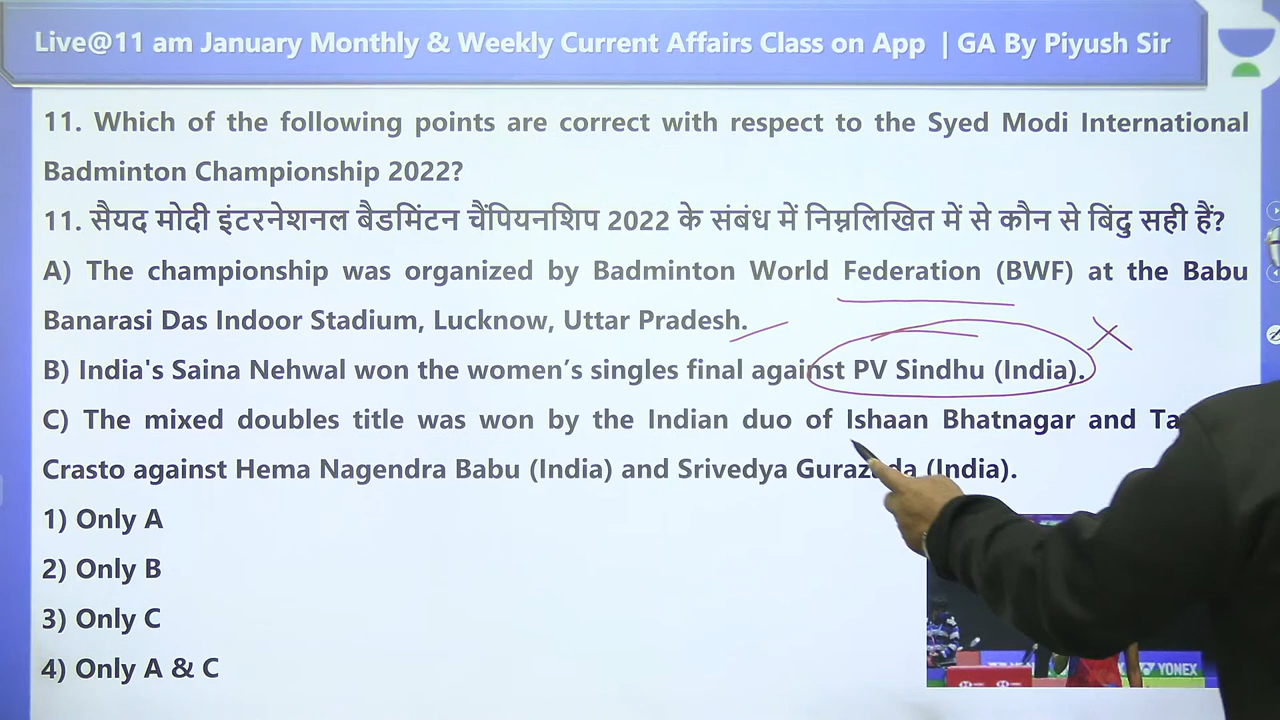 Live@11 am January Monthly & Weekly Current Affairs Class on App | GA By Piyush Sir
11. Which of the following points are correct with respect to the Syed Modi International
Badminton Championship 2022?
11. सैयद मोदी इंटरनेशनल बैडमिंटन चैंपियनशिप 2022 के संबंध में निम्नलिखित में से कौन से बिंदु सही हैं?
A) The championship was organized by Badminton World Federation (BWF) at the Babu
Banarasi Das Indoor Stadium, Lucknow, Uttar Pradesh.
B) India's Saina Nehwal won the women’s singles final against PV Sindhu (India).
C) The mixed doubles title was won by the Indian duo of Ishaan Bhatnagar and
Crasto against Hema Nagendra Babu (India) and Srivedya (India).
1) Only A
2) Only B
3) Only C
4) Only A & C
YONEX